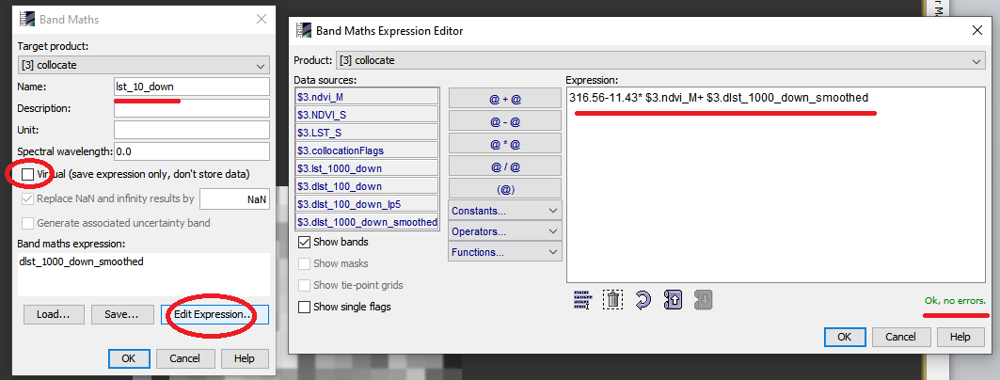 Band Maths
Target product:
[3] collocate
Name: lst_10_down
Description:
Unit:
Spectral wavelength: 0.0
Virtual (save expression only, don't store data)
Replace NaN and infinity results by NaN
Generate associated uncertainty band
Band maths expression:
dlst_1000_down_smoothed
Load... Save... Edit Expression...
OK Cancel Help
Band Maths Expression Editor
Product: [3] collocate
Data sources:
$3.ndvi_M
$3.NDVI_S
$3.LST_S
$3.collocationFlags
$3.lst_1000_down
$3.dlst_100_down
$3.dlst_100_down_lp5
$3.dlst_1000_down_smoothed
Show bands
Show masks
Show tie-point grids
Show single flags
@ + @
@ - @
@ * @
@ / @
(@)
Constants...
Operators...
Functions...
Expression:
316.56-11.43* $3.ndvi_M+ $3.dlst_1000_down_smoothed
Ok, no errors.
OK Cancel Help